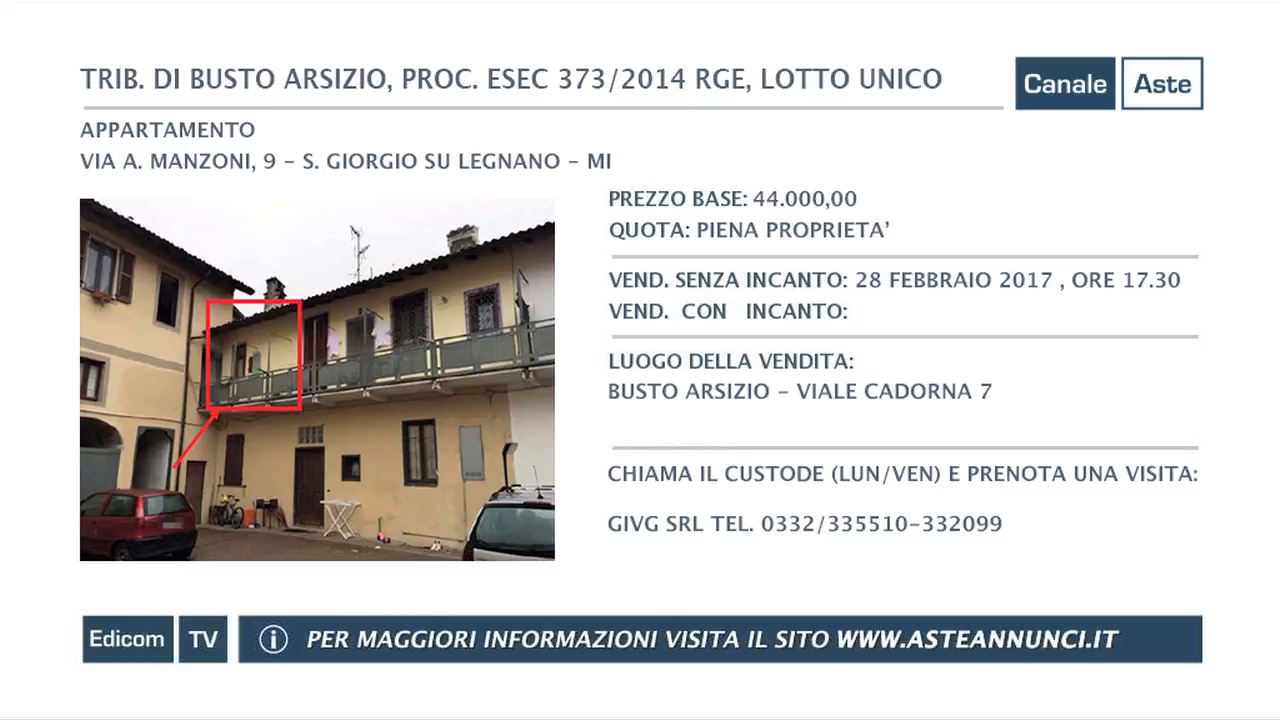 TRIB. DI BUSTO ARSIZIO, PROC. ESEC 373/2014 RGE, LOTTO UNICO
Canale Aste
APPARTAMENTO
VIA A. MANZONI, 9 - S. GIORGIO SU LEGNANO - MI
PREZZO BASE: 44.000,00
QUOTA: PIENA PROPRIETA'
VEND. SENZA INCANTO: 28 FEBBRAIO 2017 , ORE 17.30
VEND. CON INCANTO:
LUOGO DELLA VENDITA:
BUSTO ARSIZIO - VIALE CADORNA 7
CHIAMA IL CUSTODE (LUN/VEN) E PRENOTA UNA VISITA:
GIVG SRL TEL. 0332/335510-332099
Edicom TV
PER MAGGIORI INFORMAZIONI VISITA IL SITO WWW.ASTEANNUNCI.IT